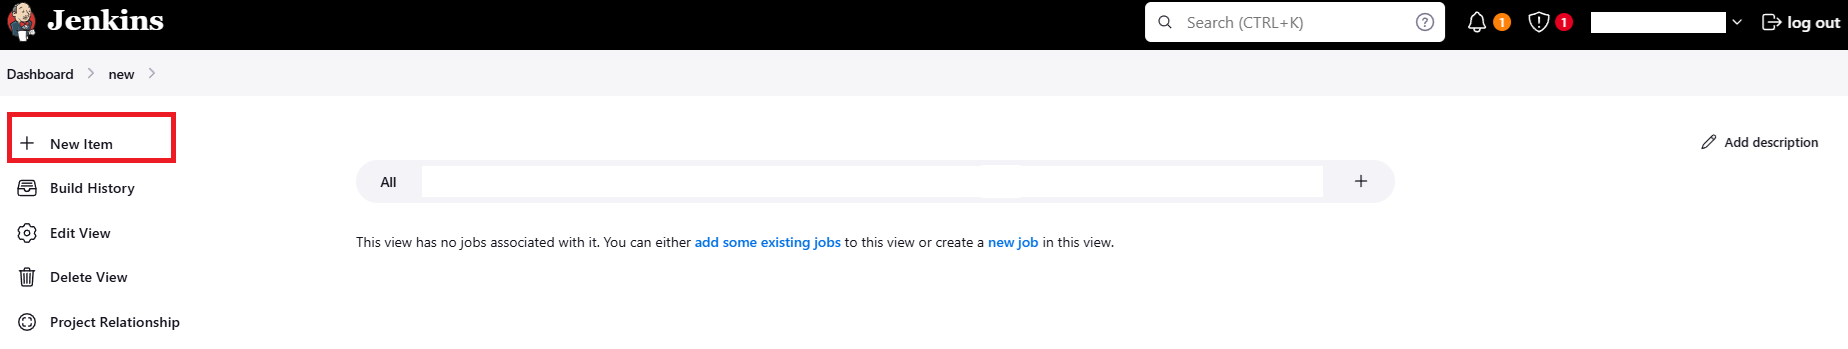 Jenkins
Search (CTRL+K)
?
1
1
log out
Dashboard
new
New Item
Build History
Edit View
Delete View
Project Relationship
Add description
All
This view has no jobs associated with it. You can either add some existing jobs to this view or create a new job in this view.